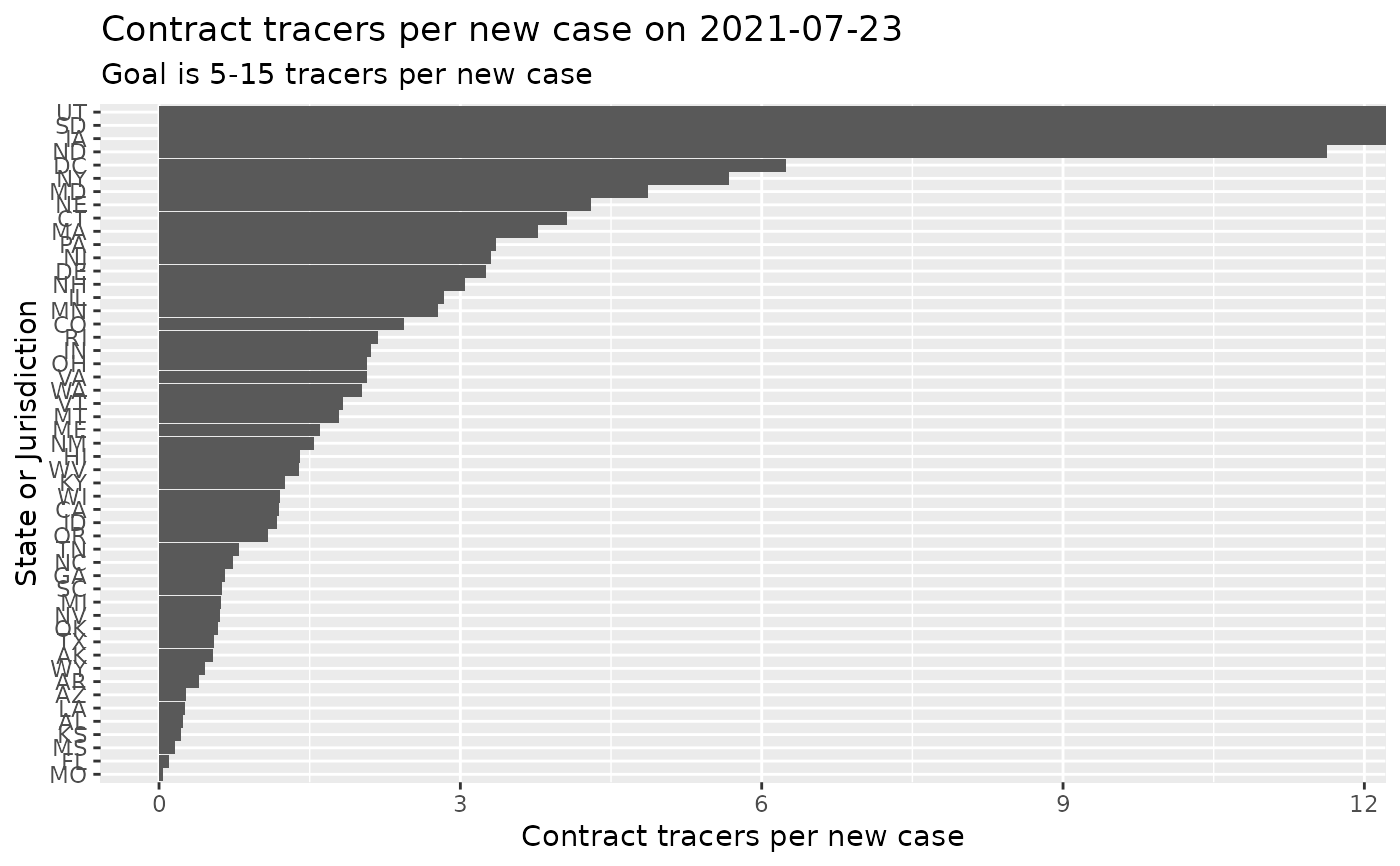 Contract tracers per new case on 2021-07-23
Goal is 5-15 tracers per new case
State or Jurisdiction
UT
SD
IA
ND
DC
NY
MD
NE
CT
MA
PA
NJ
DE
NH
IL
MN
CO
RI
IN
OH
VA
WA
VT
MT
ME
NM
HI
WV
KY
WI
CA
ID
OR
TN
NC
GA
SC
MI
NV
OK
TX
AK
WY
AR
AZ
LA
AL
KS
MS
FL
MO
0 3 6 9 12
Contract tracers per new case